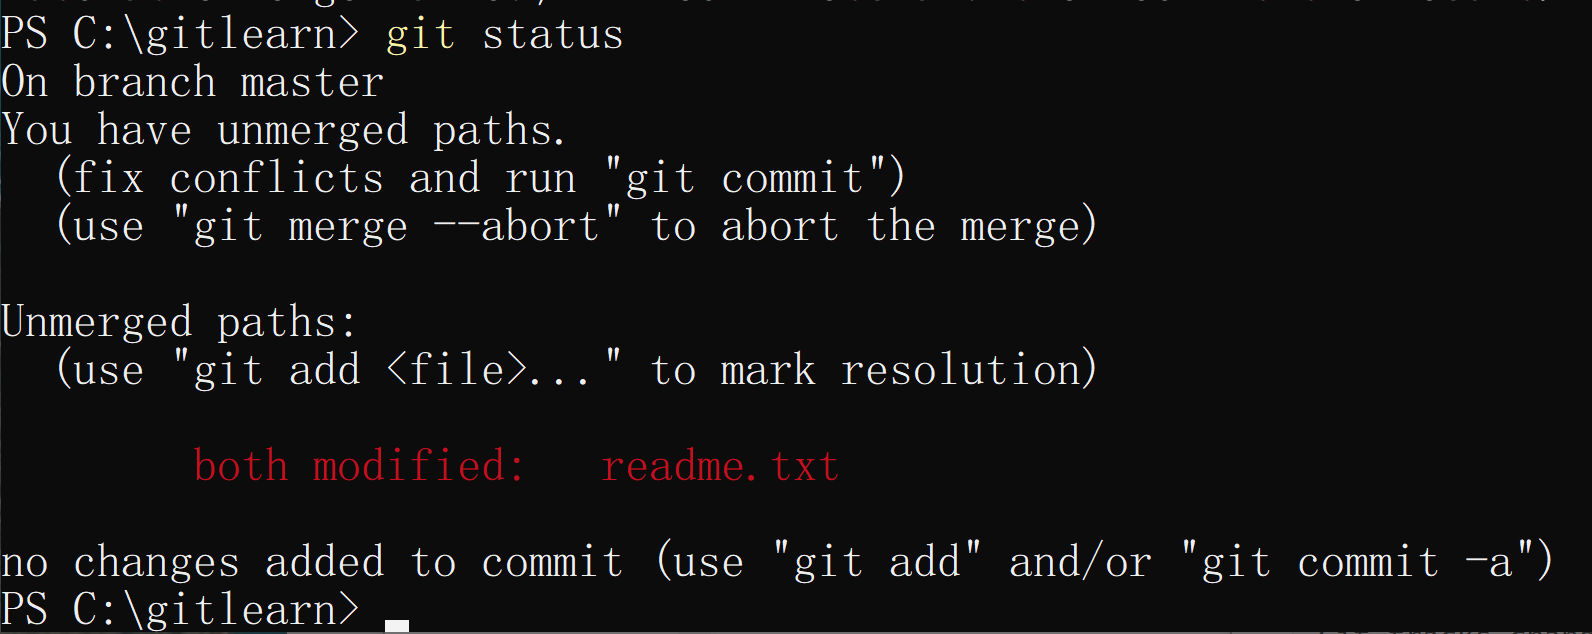 PS C:\gitlearn> git status
On branch master
You have unmerged paths.
  (fix conflicts and run "git commit")
  (use "git merge --abort" to abort the merge)

Unmerged paths:
  (use "git add <file>..." to mark resolution)

        both modified:   readme.txt

no changes added to commit (use "git add" and/or "git commit -a")
PS C:\gitlearn>